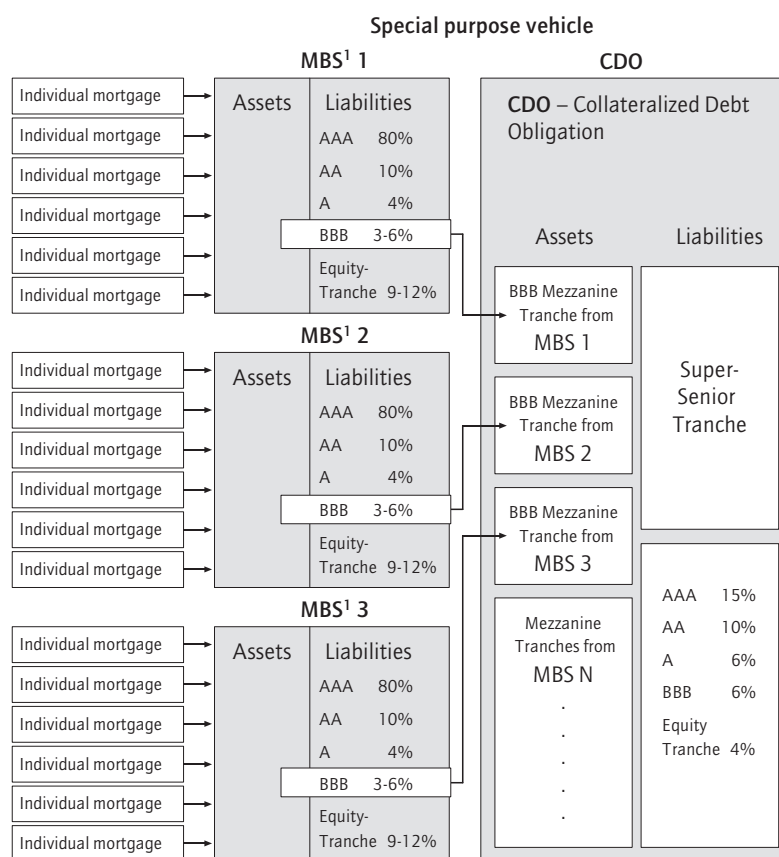 Special purpose vehicle
MBS¹ 1
Individual mortgage
Individual mortgage
Individual mortgage
Individual mortgage
Individual mortgage
Individual mortgage
Assets
Liabilities
AAA 80%
AA 10%
A 4%
BBB 3-6%
Equity-
Tranche 9-12%
MBS¹ 2
Individual mortgage
Individual mortgage
Individual mortgage
Individual mortgage
Individual mortgage
Individual mortgage
Assets
Liabilities
AAA 80%
AA 10%
A 4%
BBB 3-6%
Equity-
Tranche 9-12%
MBS¹ 3
Individual mortgage
Individual mortgage
Individual mortgage
Individual mortgage
Individual mortgage
Individual mortgage
Assets
Liabilities
AAA 80%
AA 10%
A 4%
BBB 3-6%
Equity-
Tranche 9-12%
CDO
CDO – Collateralized Debt
Obligation
Assets
BBB Mezzanine
Tranche from
MBS 1
BBB Mezzanine
Tranche from
MBS 2
BBB Mezzanine
Tranche from
MBS 3
Mezzanine
Tranches from
MBS N
.
.
.
.
.
Liabilities
Super-
Senior
Tranche
AAA 15%
AA 10%
A 6%
BBB 6%
Equity
Tranche 4%